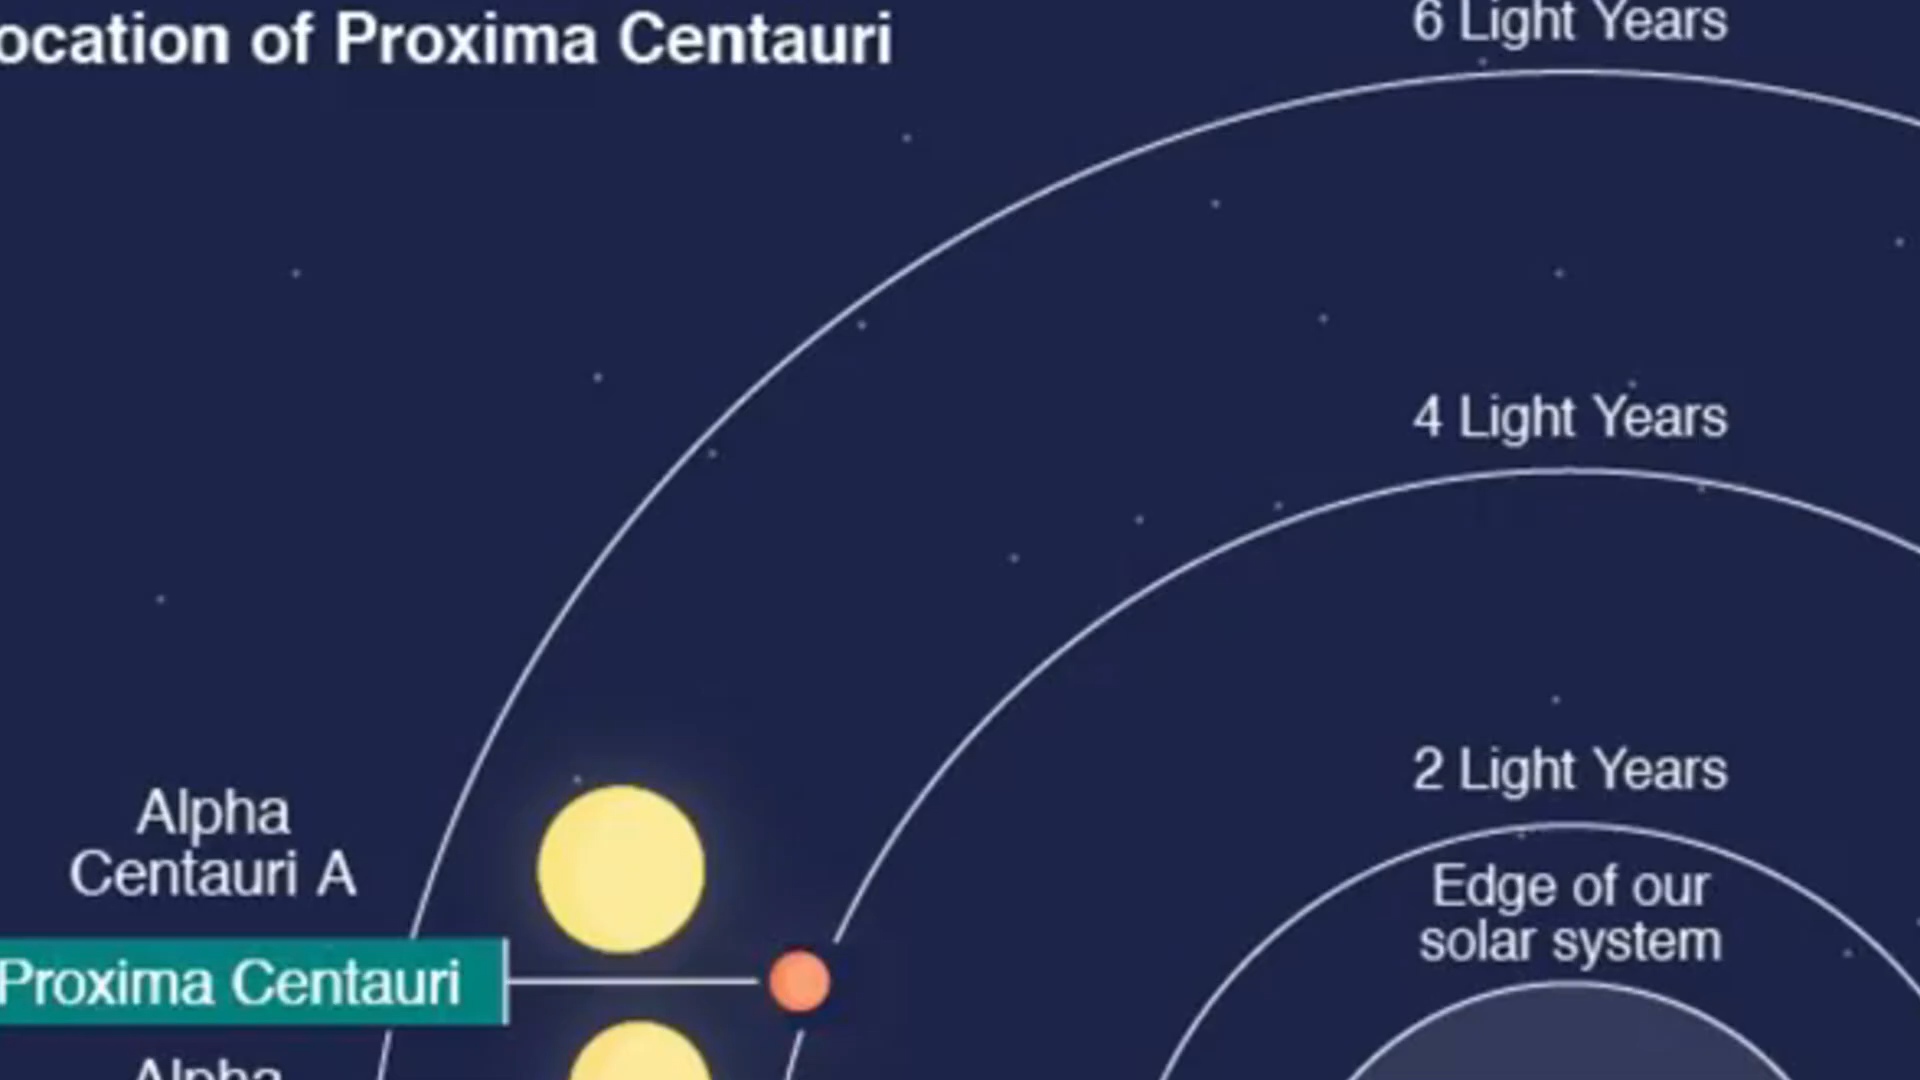 ocation of Proxima Centauri
6 Light Years
4 Light Years
2 Light Years
Edge of our
solar system
Alpha
Centauri A
Proxima Centauri
Alpha